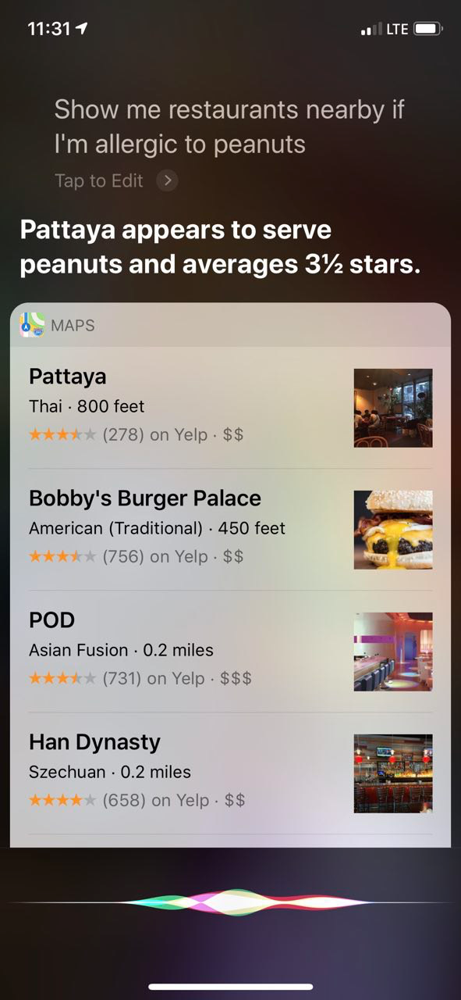 11:31
LTE
Show me restaurants nearby if
I'm allergic to peanuts
Tap to Edit
Pattaya appears to serve
peanuts and averages 3½ stars.
MAPS
Pattaya
Thai · 800 feet
(278) on Yelp · $$
Bobby's Burger Palace
American (Traditional) · 450 feet
(756) on Yelp · $$
POD
Asian Fusion · 0.2 miles
(731) on Yelp · $$$
Han Dynasty
Szechuan · 0.2 miles
(658) on Yelp · $$